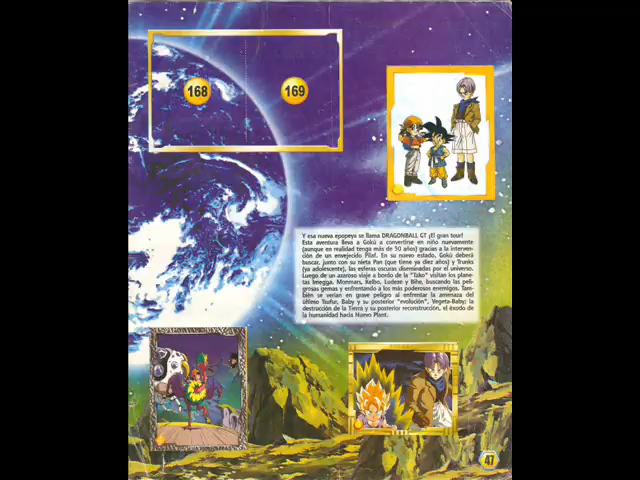 168
169
Y esa nueva epopeya se llama DRAGONBALL GT ¡El gran tour!
Esta aventura lleva a Gokú a convertirse en niño nuevamente
(aunque en realidad tenga más de 50 años) gracias a la interven-
ción de un envejecido Pilaf. En su nuevo estado, Gokú deberá
buscar, junto con su nieta Pan (que tiene ya diez años) y Trunks
(ya adolescente), las esferas oscuras diseminadas por el universo.
Luego de un azaroso viaje a bordo de la "Tako" visitan los plane-
tas Imegga, Monmars, Kelbo, Ludeze y Bihe, buscando las peli-
grosas gemas y enfrentando a los más poderosos enemigos. Tam-
bién se verían en grave peligro al enfrentar la amenaza del
último Tsufur, Baby y su posterior "evolución", Vegeta-Baby; la
destrucción de la Tierra y su posterior reconstrucción, el éxodo de
la humanidad hacia Nuevo Plant.
47